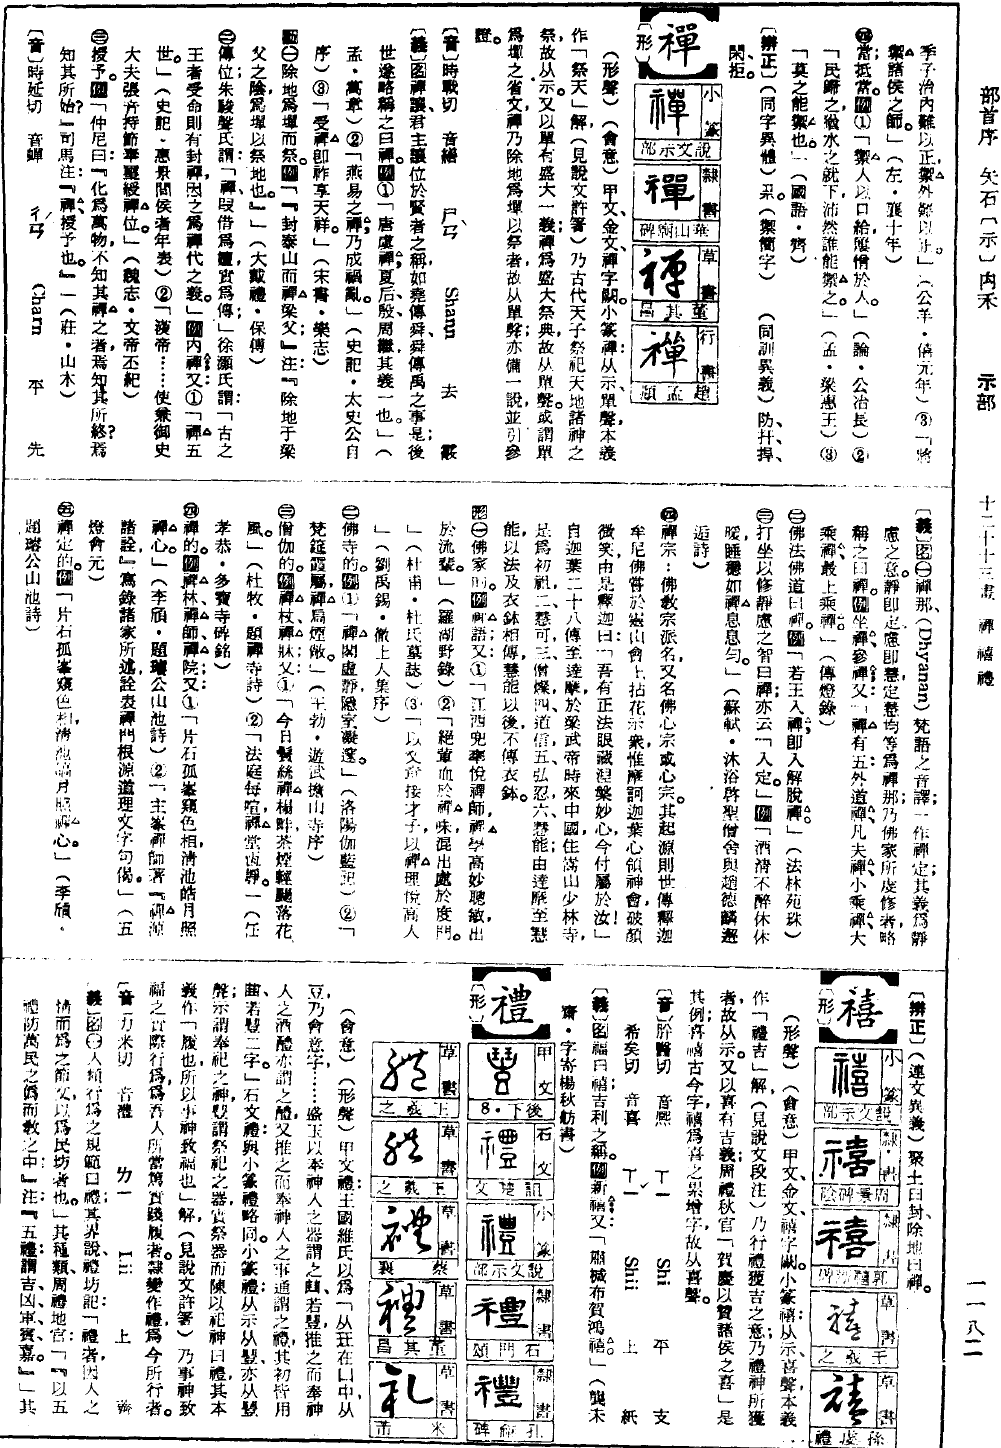 部首序 矢石〔示〕内禾 示部 十二—十三畫 禪 禧 禮 一一八二
季子治內難以正禦外難以正。」（公羊・僖元年）③「將
禦諸侯之師。」（左・襄十年）
㈣當抵當。例①「禦人以口給屢憎於人。」（論・公冶長）②
「民歸之猶水之就下沛然誰能禦之。」（孟・梁惠王）③
「莫之能禦也。」（國語・齊）
〔辨正〕（同字異體）（禦簡字）（同訓異義）防、扞、捍、
閑拒。
禪
〔形〕
小篆 說文示部
隸書 華山廟碑
草書 董其昌
行書 趙孟頫
（形聲）（會意）甲文金文禪字闕。小篆禪：从示單聲本義
作「祭天」解（見說文許箸）乃古代天子祭祀天地諸神之
祭故从示又以單有盛大一義禪爲盛大祭典故从單聲。或謂單
爲墠之省文禪乃除地爲墠以祭者故从單聲亦備一說並引參
證。
〔音〕時戰切 音繕 ㄕㄢˋ Shann 去 霰
〔義〕名禪讓君主讓位於賢者之稱如堯傳舜舜傳禹之事是；後
世遂略稱之曰禪。例①「唐虞禪夏后殷周繼其義一也。」（
孟・萬章）②「燕易之禪乃成禍亂。」（史記・太史公自
序）③「受禪卽祚享天祥。」（宋書・樂志）
動㈠除地爲墠而祭。例「『封泰山而禪梁父』注『除地于梁
父之陰爲墠以祭地也。』」（大戴禮・保傅）
㈡傳位朱駿聲氏謂「禪叚借爲嬗實爲傳」徐灝氏謂「古之
王者受命則有封禪因之爲禪代之義。」例內禪又①「禪五
世。」（史記・惠景間侯者年表）②「漢帝……使兼御史
大夫張音持節奉璽綬禪位。」（魏志・文帝丕紀）
㈢授予。例「仲尼曰『化爲萬物不知其禪之者焉知其所終？焉
知其所始？』司馬注『禪授予也。』」（莊・山木）
〔音〕時延切 音蟬 ㄔㄢˊ Charn 平 先
〔義〕名㈠禪那（Dhyanam）梵語之音譯；一作禪定其義爲靜
慮之意靜卽定慮卽慧定慧均等爲禪那乃佛家所虔修者略
稱之曰禪。例坐禪參禪又「禪有五外道禪凡夫禪小乘禪大
乘禪最上乘禪」（傳燈錄）
㈡佛法佛道曰禪。例「若王入禪卽入解脫禪。」（法林苑珠）
㈢打坐以修靜慮之智曰禪亦云「入定。」例「酒清不醉休休
暖睡穩如禪息息勻。」（蘇軾・沐浴啓聖僧舍與趙德麟邂
逅詩）
㈣禪宗：佛教宗派名又名佛心宗或心宗。其起源則世傳釋迦
牟尼佛嘗於靈山會上拈花示衆惟摩訶迦葉心領神會破顏
微笑由是釋迦曰「吾有正法眼藏涅槃妙心今付屬於汝！」
自迦葉二十八傳至達摩於梁武帝時來中國住嵩山少林寺
是爲初祖二慧可三僧燦四道信五弘忍六慧能由達摩至慧
能以法及衣鉢相傳慧能以後不傳衣鉢。
形㈠佛家的。例禪語又①「江西兜率悅禪師禪學高妙聰敏出
於流輩。」（羅湖野錄）②「絕葷血於禪味混出處於度門。
」（杜甫・杜氏墓誌）③「以文章接才子以禪理悅高人
」（劉禹錫・徹上人集序）
㈡佛寺的例①「禪閣虛靜隱室凝邃。」（洛陽伽藍記）②「
梵筵霞屬禪扃煙敞。」（王勃・遊武擔山寺序）
㈢僧伽的。例禪杖禪牀又①「今日鬢絲禪榻畔茶煙輕颺落花
風。」（杜牧・題禪寺詩）②「法庭每喧禪堂恆靜。」（任
孝恭・多寶寺碑銘）
㈣禪的。例禪林禪師禪院又①「片石孤峯窺色相淸池皓月照
禪心。」（李頎・題璿公山池詩）②「主峯禪師著『禪源
諸詮』寫錄諸家所述詮表禪門根源道理文字句偈。」（五
燈會元）
㈤禪定的。例「片石孤峯窺色相淸池皓月照禪心。」（李頎・
題璿公山池詩）
〔辨正〕（連文異義）聚土曰封除地曰禪。
禧
〔形〕
小篆 說文示部
隸書 周景碑陰
隸書
草書 王羲之
草書 孫虔禮
（形聲）（會意）甲文金文禧字闕。小篆禧：从示喜聲本義
作「禮吉」解（見說文段注）乃行禮獲吉之意；乃禮神所獲
者故从示。又以喜有吉義周禮秋官「賀慶以贊諸侯之喜」是
其例；喜禧古今字禧爲喜之累增字故从喜聲。
〔音〕許醫切 音熙 ㄒㄧ Shi 平 支
希矣切 音喜 ㄒㄧˇ Shii 上 紙
〔義〕名福曰禧吉利之稱。例新禧又「肅椷布賀鴻禧。」（龔未
齋・字寄楊秋舫書）
禮
〔形〕
甲文 後下・8
石文 詛楚文
小篆 說文示部
隸書 石門頌
隸書 孔廟碑
草書 王羲之
草書 王羲之
草書 蔡襄
草書 董其昌
草書 米芾
（會意）（形聲）甲文禮：王國維氏以爲「从玨在凵中从
豆乃會意字……盛玉以奉神人之器謂之若豐推之而奉神
人之酒醴亦謂之醴又推之而奉神人之事通謂之禮其初皆用
若豐二字。」石文禮：與小篆禮略同。小篆禮：从示从豐亦从豐
聲示謂奉祀之神豐謂祭祀之器實祭器而陳以祀神曰禮其本
義作「履也所以事神致福也」解（見說文許箸）乃事神致
福之實際行爲爲吾人所當篤實踐履者。隸變作禮爲今所行者。
〔音〕力米切 音澧 ㄌㄧˇ Lii 上 薺
〔義〕名㈠人類行爲之規範曰禮其界說禮坊記「禮者因人之
情而爲之節文以爲民坊者也。」其種類周禮地官「『以五
禮防萬民之僞而敎之中』注『五禮謂吉凶軍賓嘉。』」其